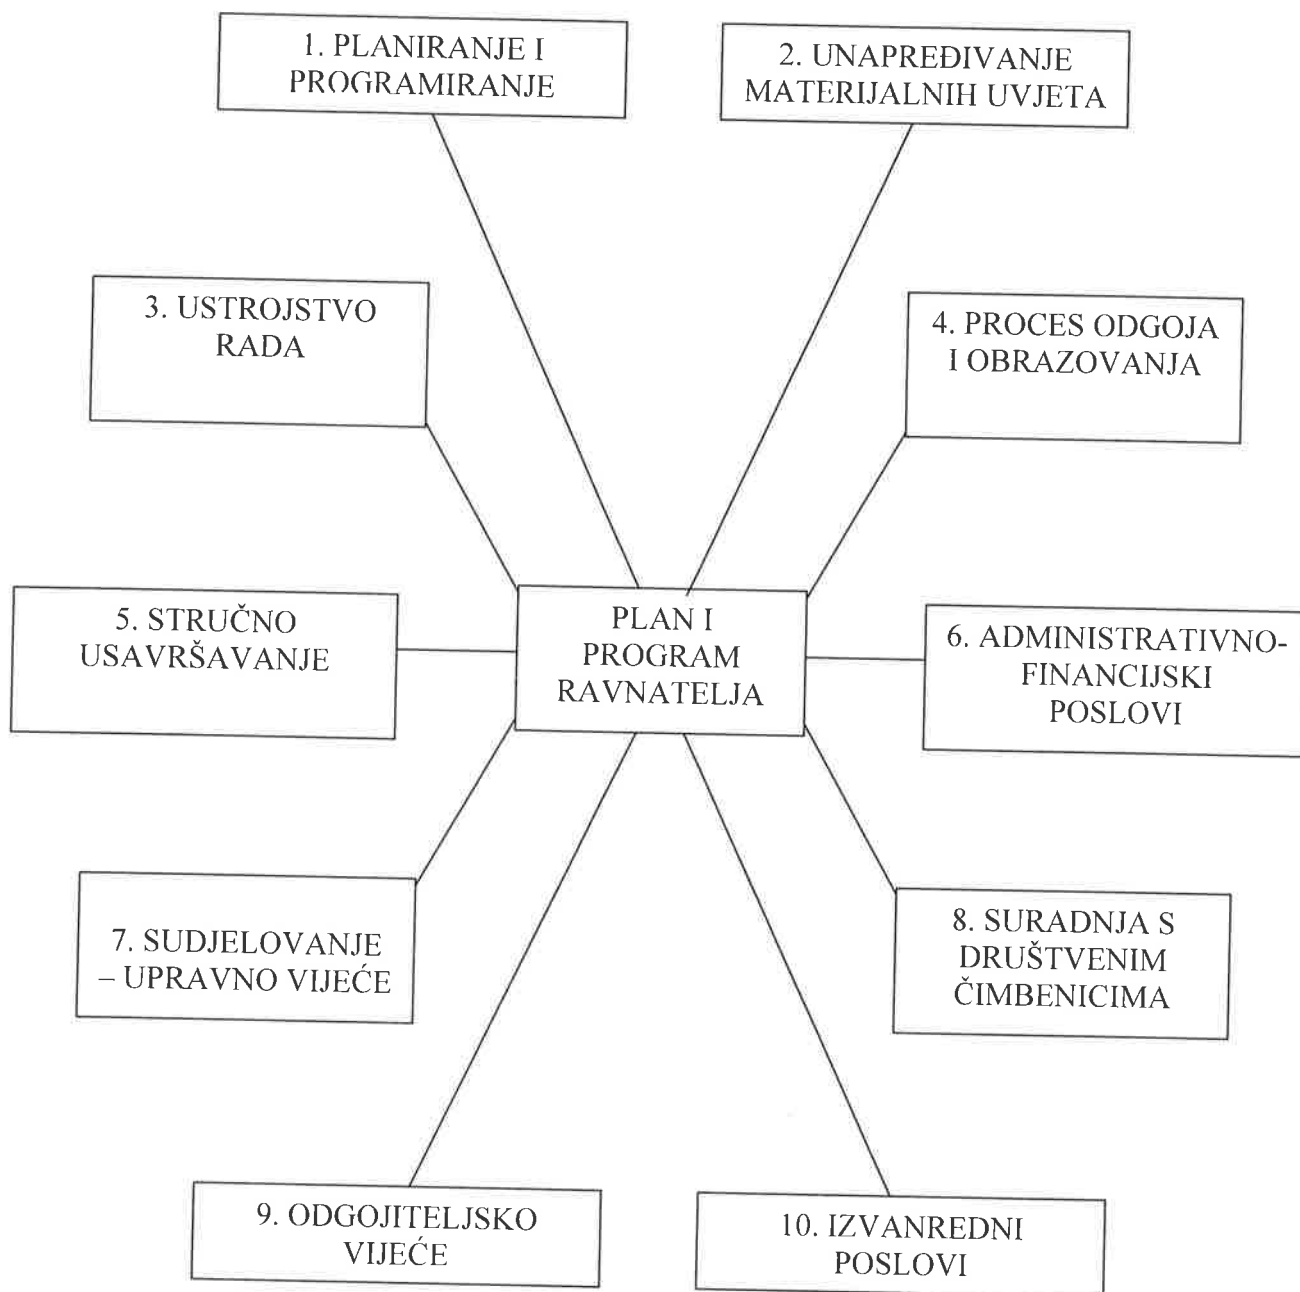 1. PLANIRANJE I
PROGRAMIRANJE
2. UNAPREĐIVANJE
MATERIJALNIH UVJETA
3. USTROJSTVO
RADA
4. PROCES ODGOJA
I OBRAZOVANJA
5. STRUČNO
USAVRŠAVANJE
PLAN I
PROGRAM
RAVNATELJA
6. ADMINISTRATIVNO-
FINANCIJSKI
POSLOVI
7. SUDJELOVANJE
– UPRAVNO VIJEĆE
8. SURADNJA S
DRUŠTVENIM
ČIMBENICIMA
9. ODGOJITELJSKO
VIJEĆE
10. IZVANREDNI
POSLOVI